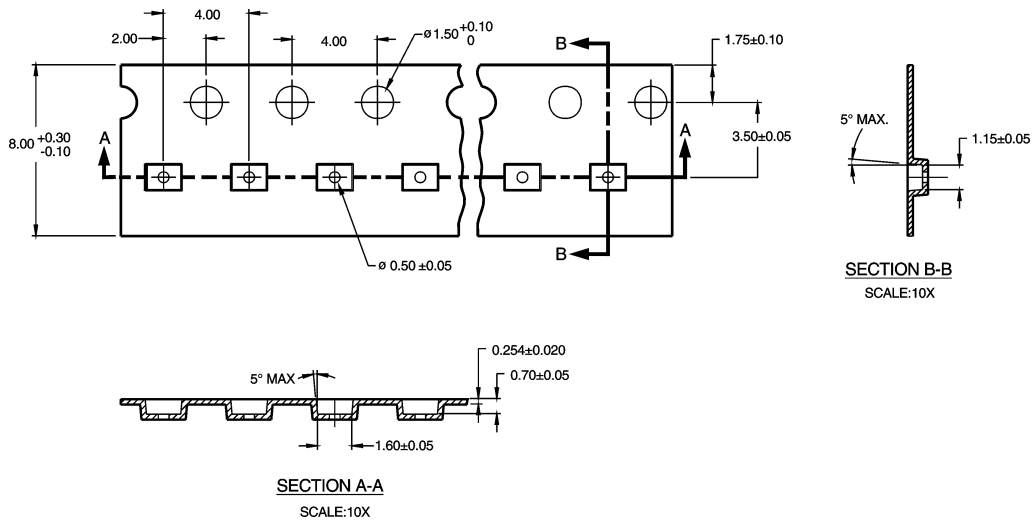 4.00
2.00
4.00
ø 1.50 +0.10
0
B
1.75±0.10
8.00 +0.30
-0.10
A
A
3.50±0.05
5° MAX.
1.15±0.05
B
ø 0.50 ±0.05
SECTION B-B
SCALE:10X
0.254±0.020
5° MAX
0.70±0.05
1.60±0.05
SECTION A-A
SCALE:10X